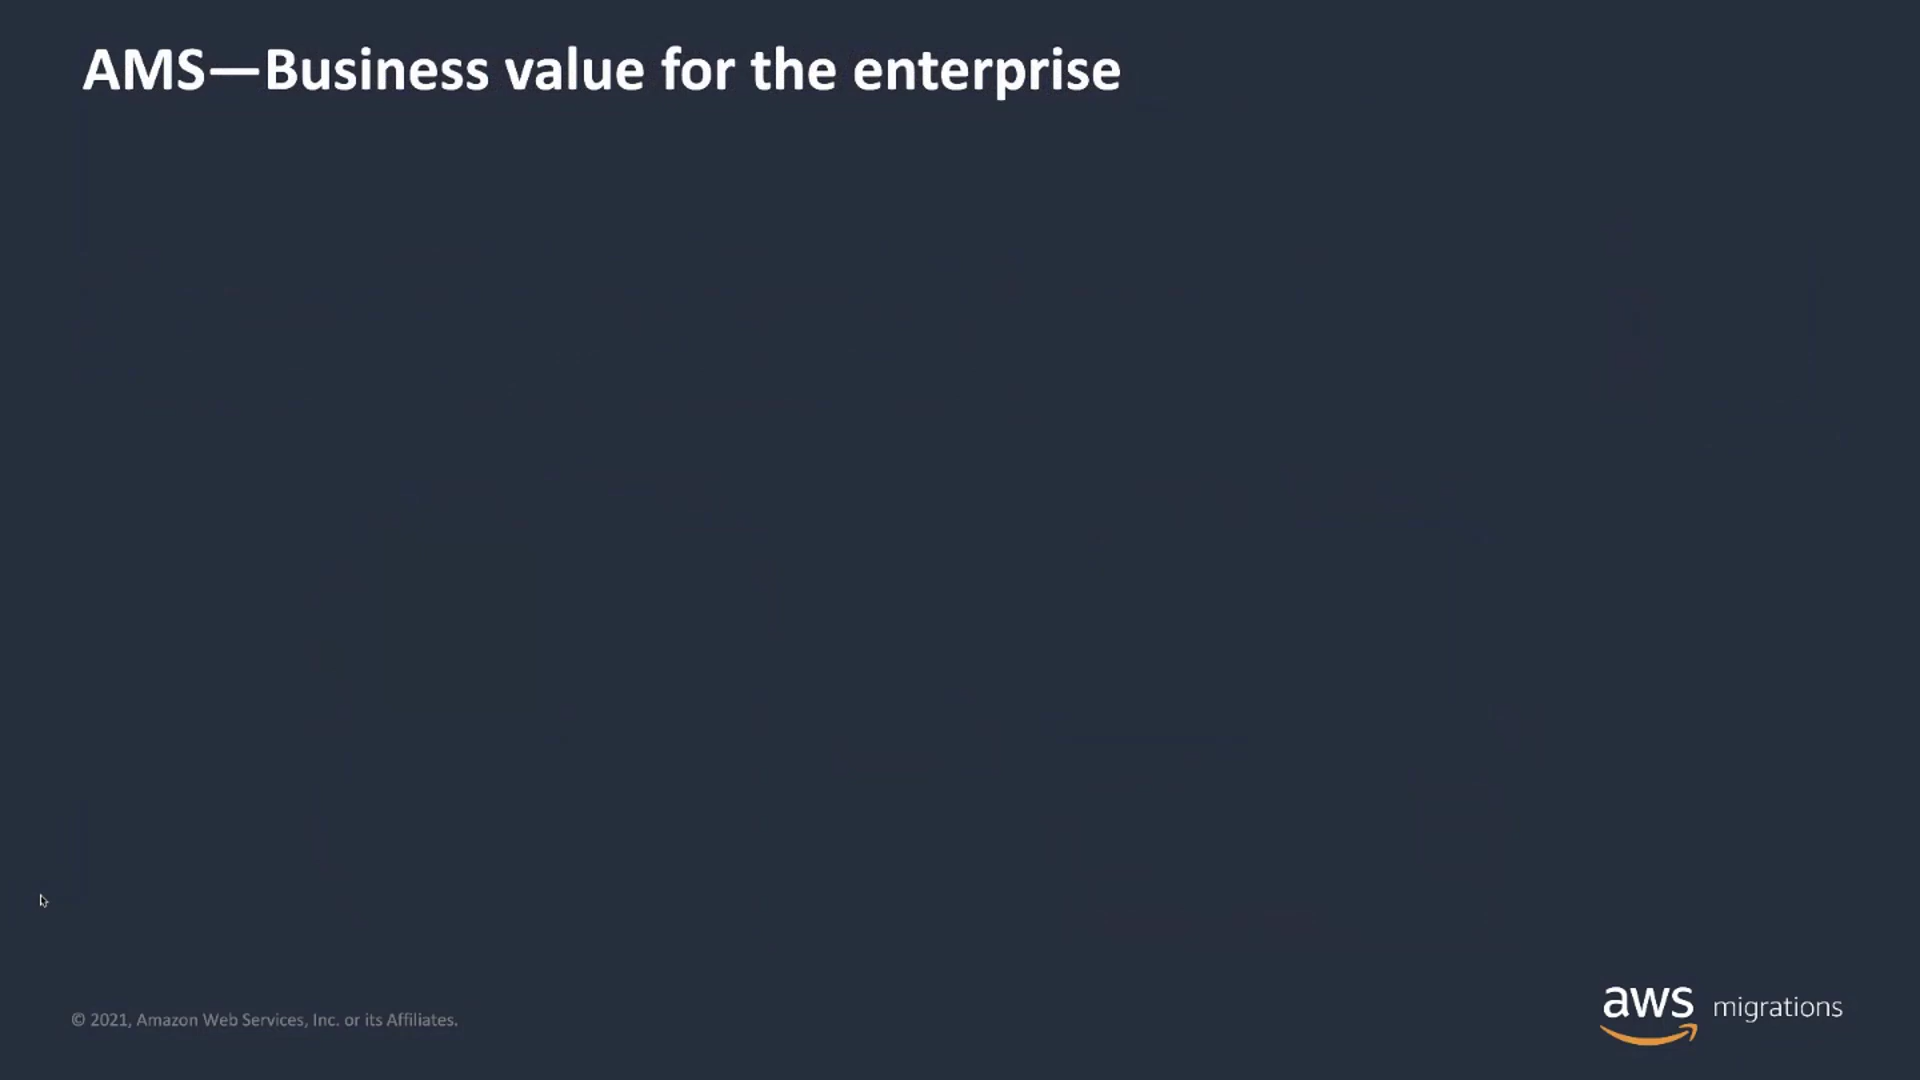 AMS—Business value for the enterprise
© 2021, Amazon Web Services, Inc. or its Affiliates.
aws migrations